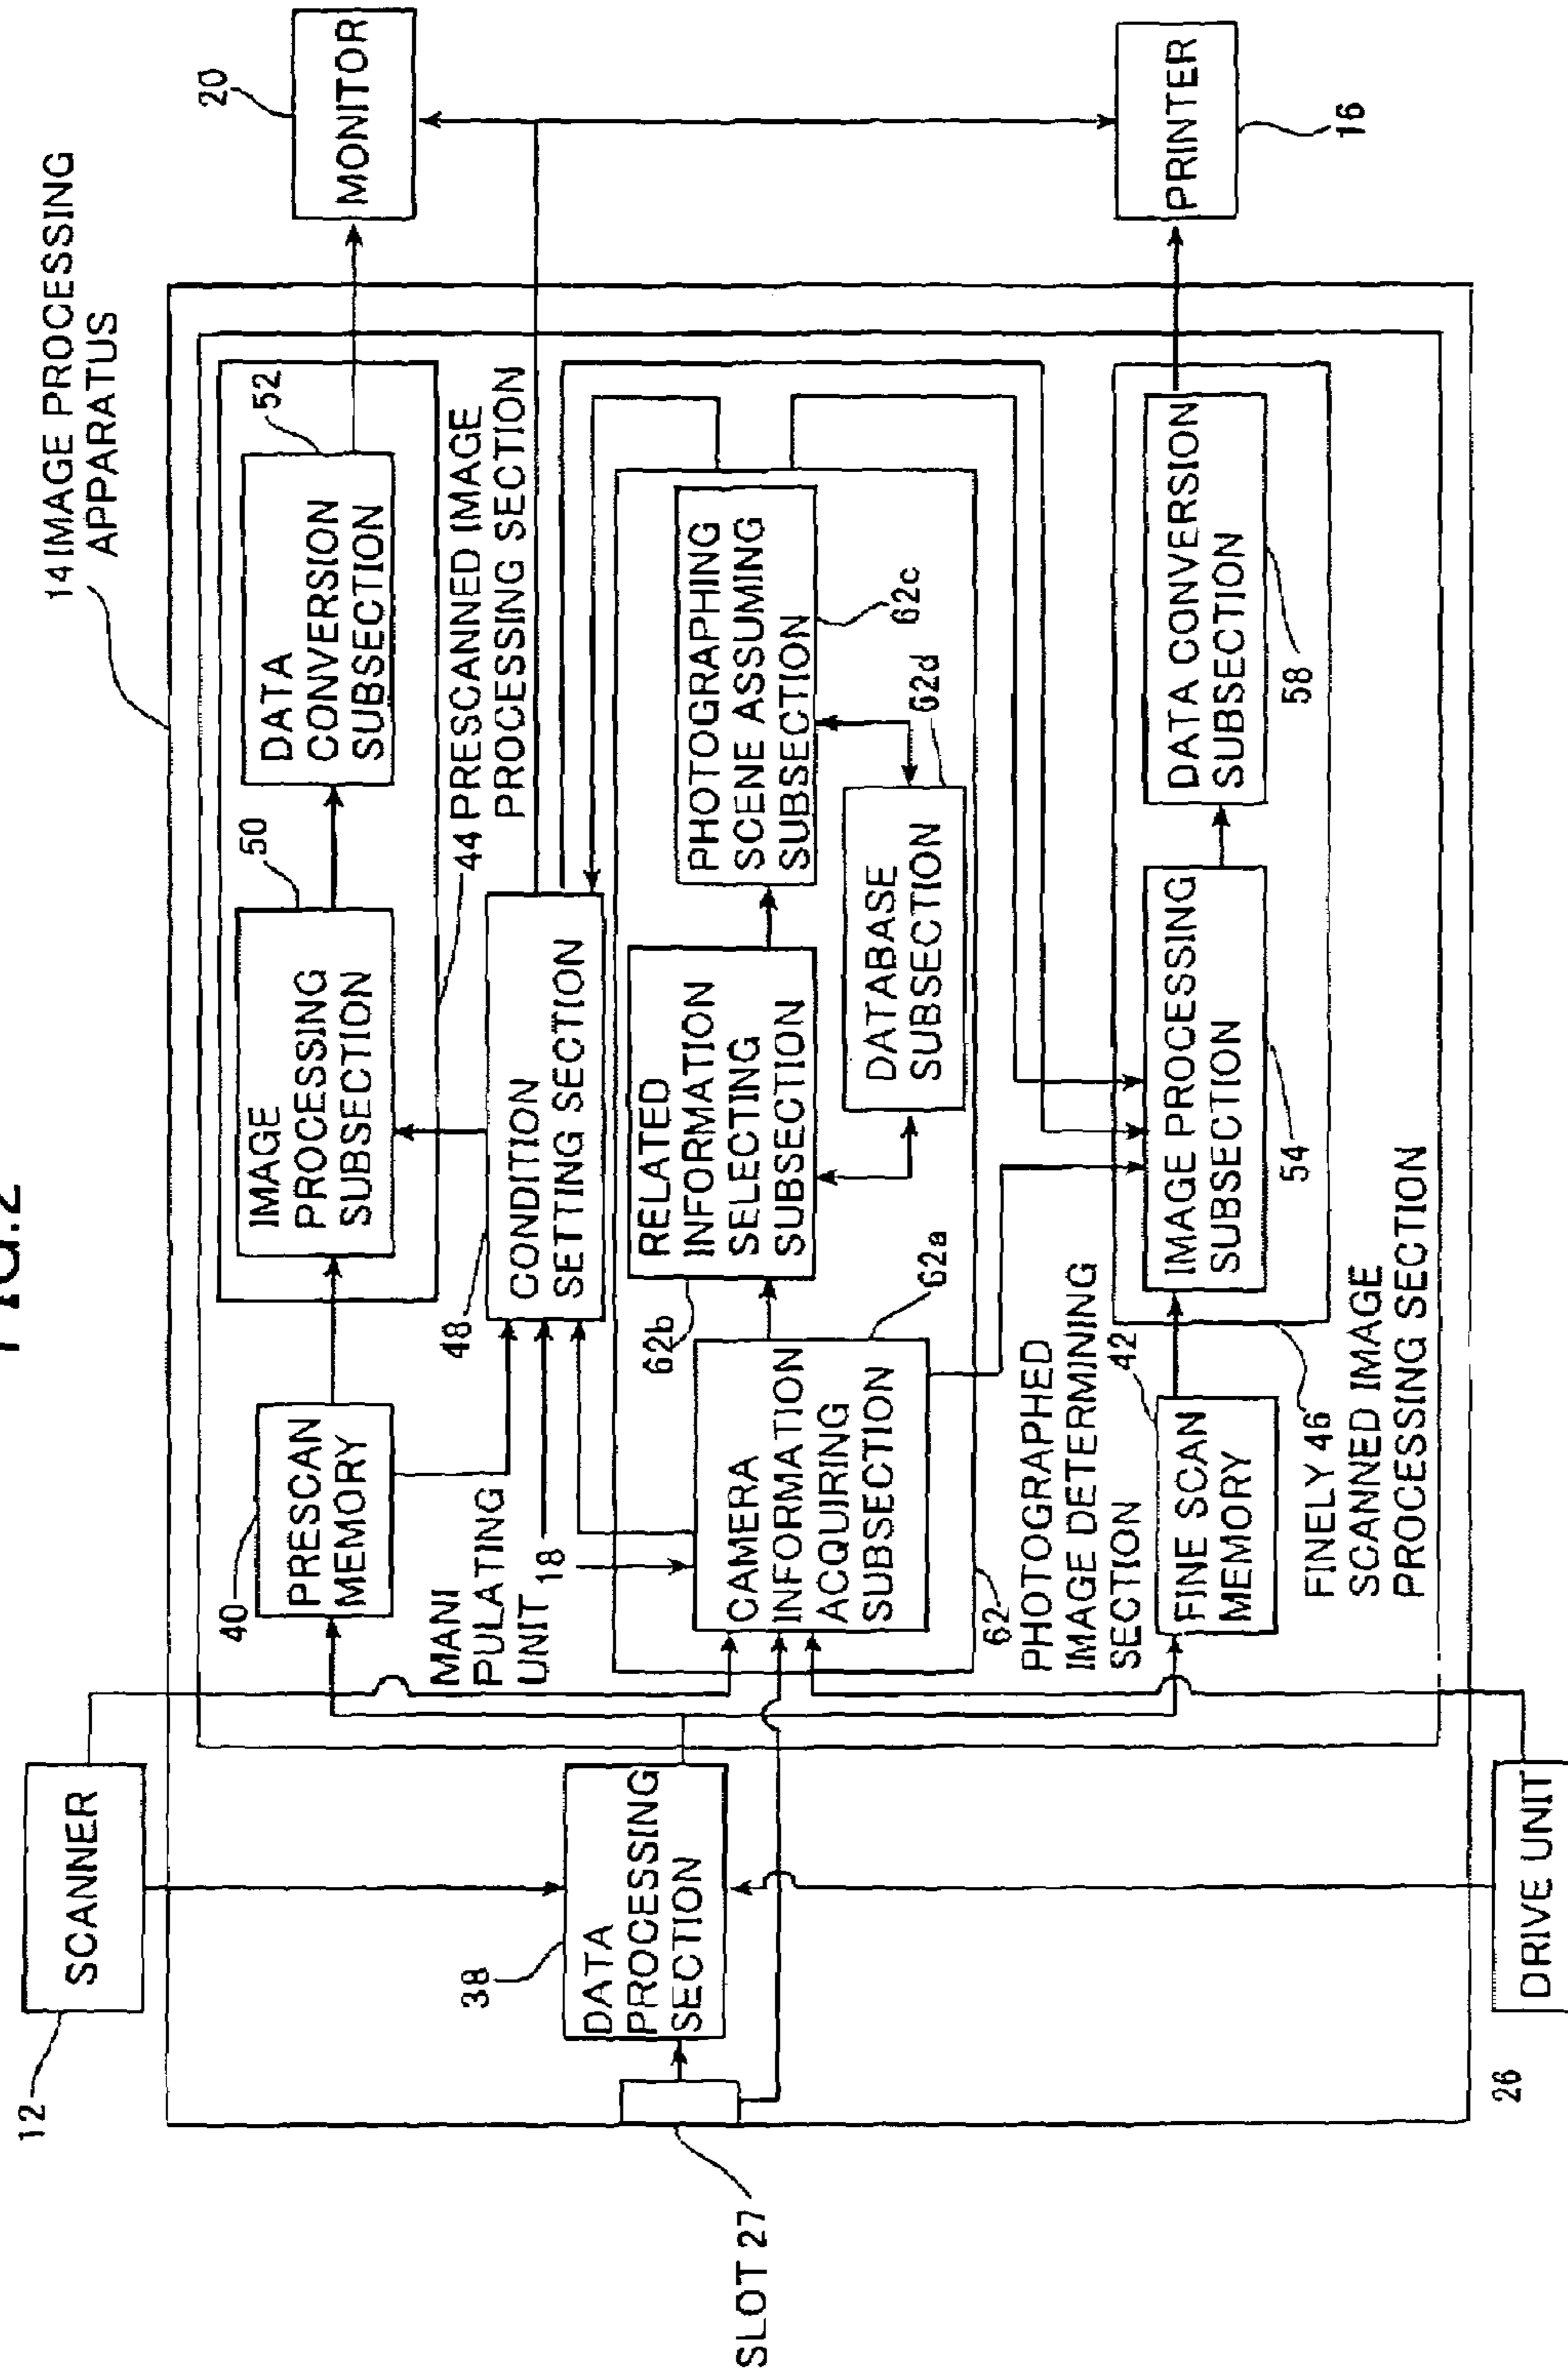 FIG.2
14 IMAGE PROCESSING
APPARATUS
12
SCANNER
20
MONITOR
40
PRESCAN
MEMORY
50
IMAGE
PROCESSING
SUBSECTION
52
DATA
CONVERSION
SUBSECTION
44 PRESCANNED IMAGE
PROCESSING SECTION
38
DATA
PROCESSING
SECTION
SLOT 27
MANI
PULATING
UNIT
18
48
CONDITION
SETTING SECTION
62b
RELATED
INFORMATION
SELECTING
SUBSECTION
PHOTOGRAPHING
SCENE ASSUMING
SUBSECTION
62c
CAMERA
INFORMATION
ACQUIRING
SUBSECTION
62a
DATABASE
SUBSECTION
62d
62
PHOTOGRAPHED
IMAGE DETERMINING
SECTION
42
FINE SCAN
MEMORY
IMAGE PROCESSING
SUBSECTION
54
DATA CONVERSION
SUBSECTION
58
PRINTER
16
FINELY 46
SCANNED IMAGE
PROCESSING SECTION
26
DRIVE UNIT